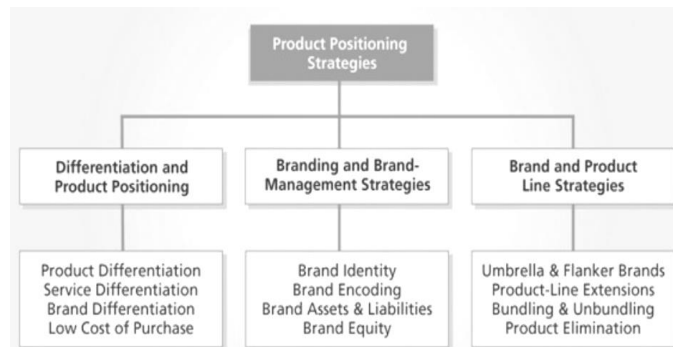 Product Positioning
Strategies
Differentiation and
Product Positioning
Branding and Brand-
Management Strategies
Brand and Product
Line Strategies
Product Differentiation
Service Differentiation
Brand Differentiation
Low Cost of Purchase
Brand Identity
Brand Encoding
Brand Assets & Liabilities
Brand Equity
Umbrella & Flanker Brands
Product-Line Extensions
Bundling & Unbundling
Product Elimination